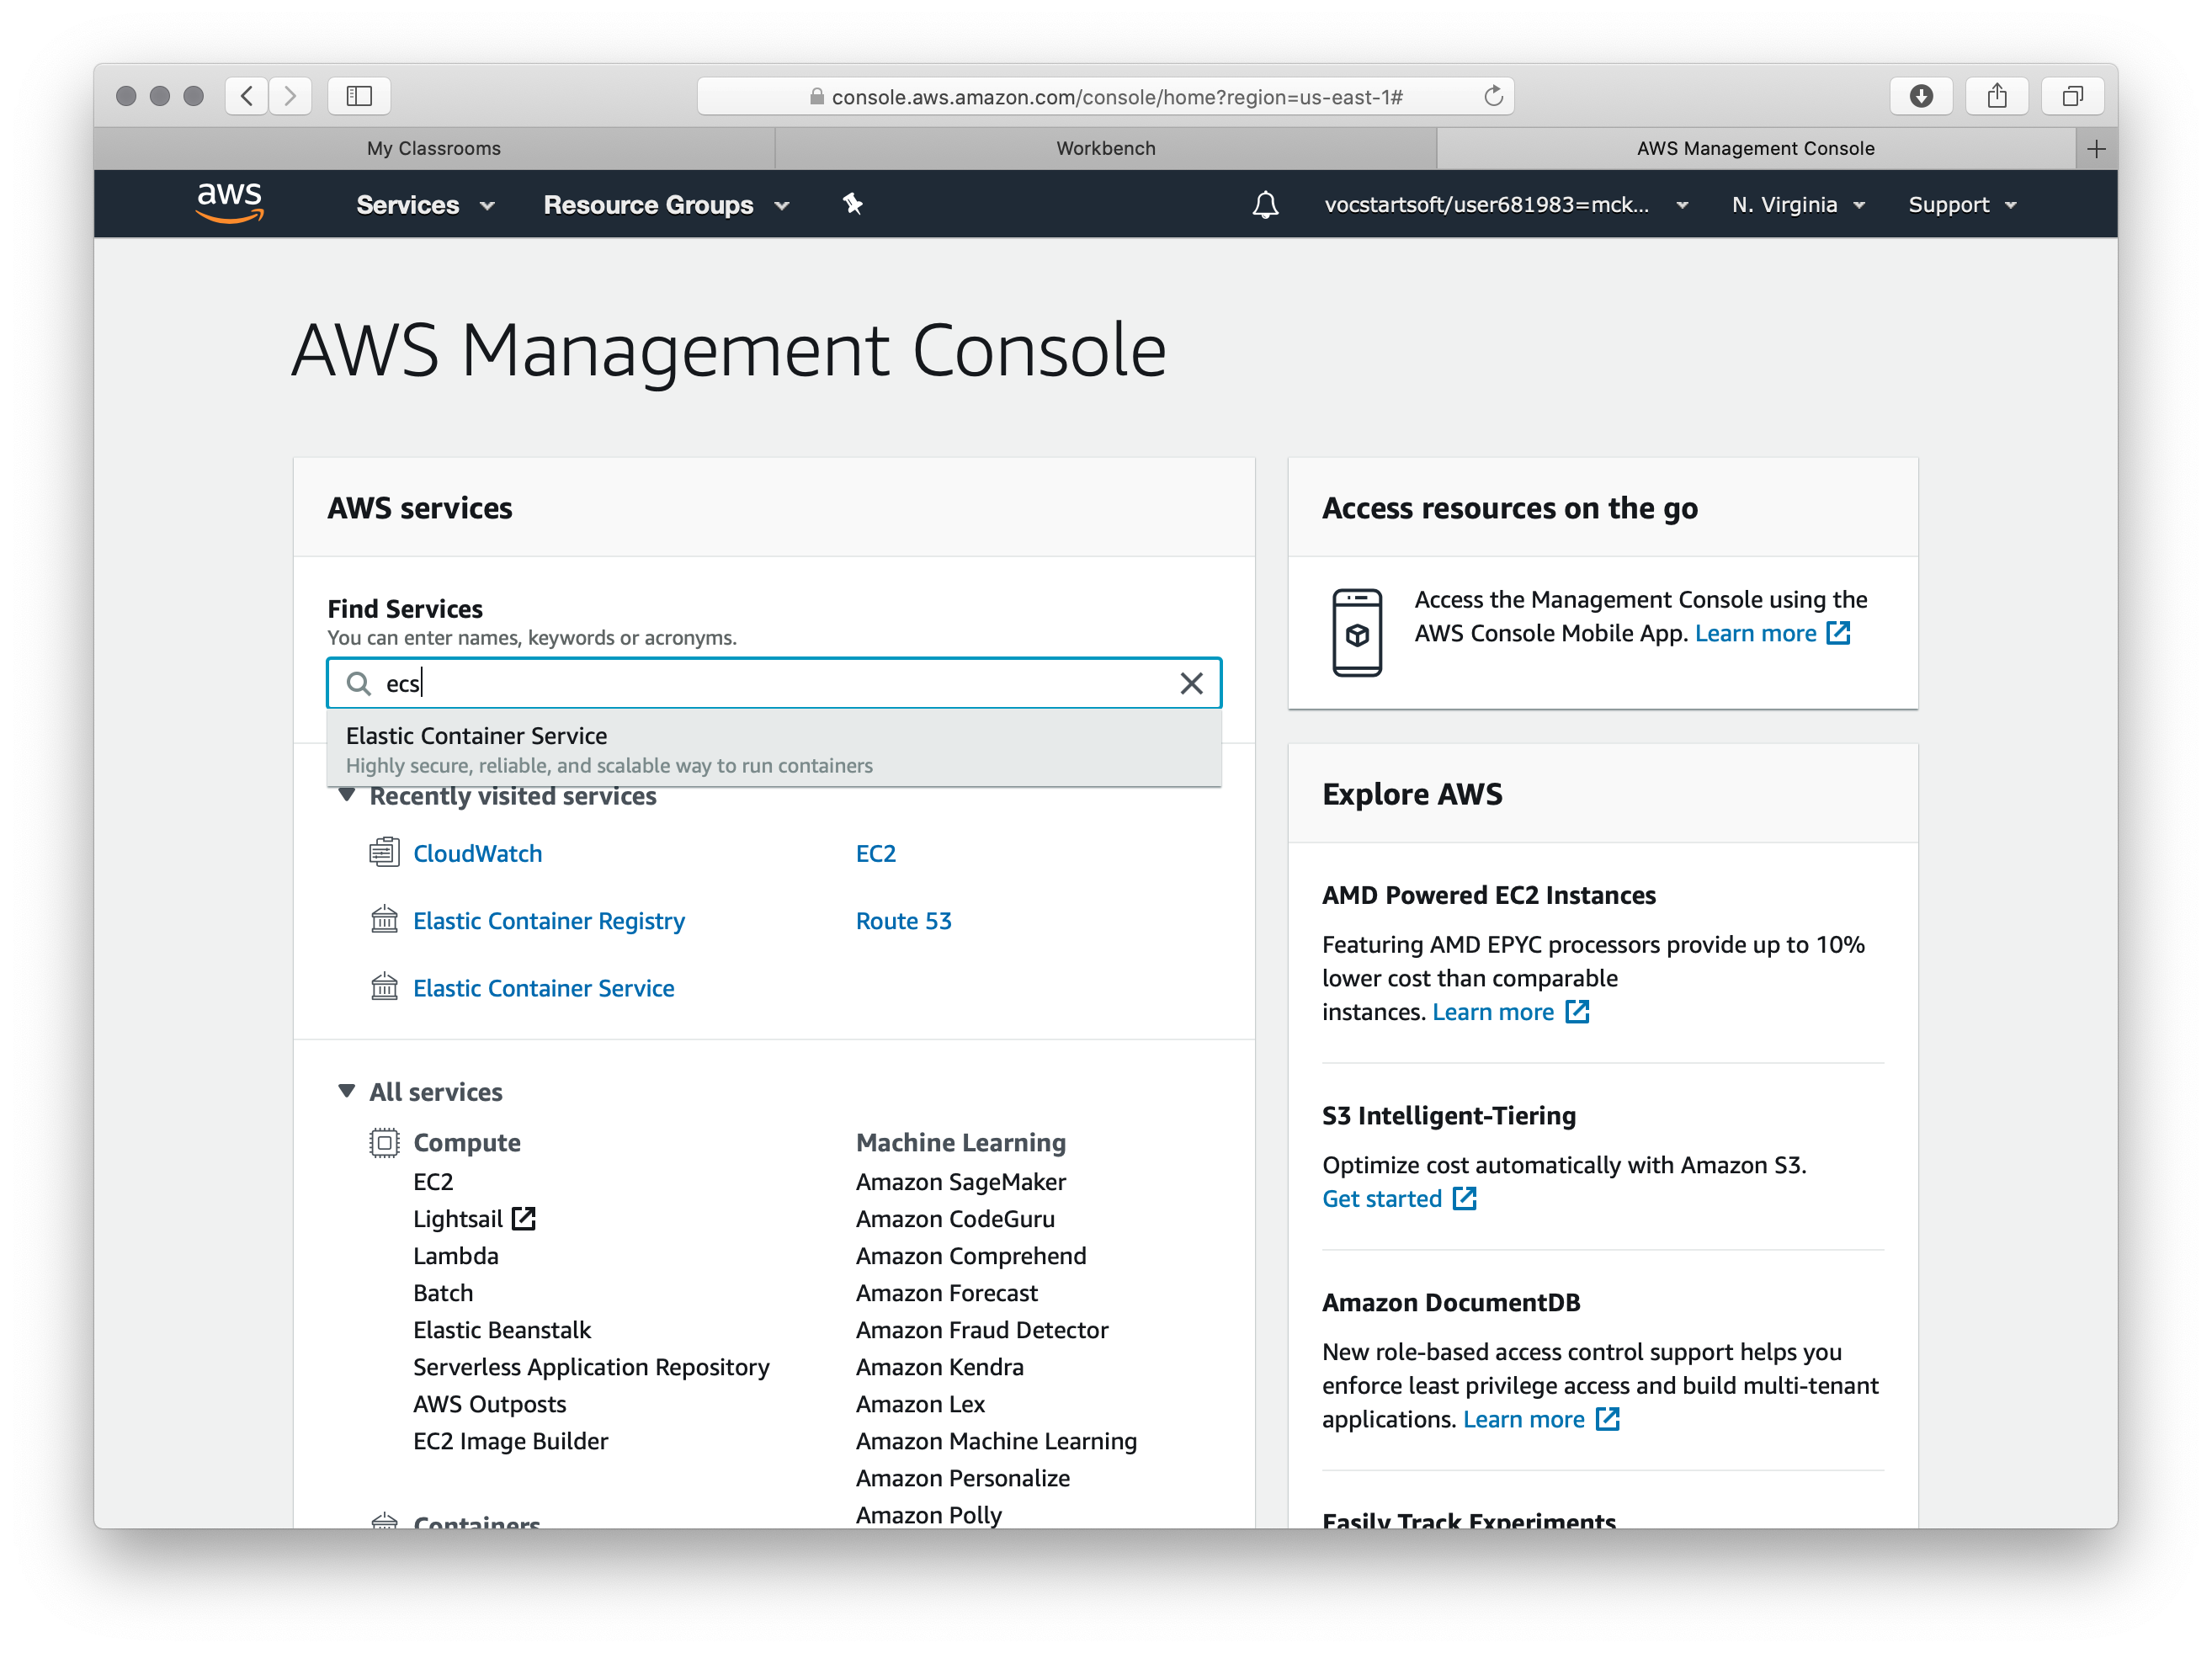 console.aws.amazon.com/console/home?region=us-east-1#
My Classrooms
Workbench
AWS Management Console
aws
Services
Resource Groups
vocstartsoft/user681983=mck...
N. Virginia
Support
AWS Management Console
AWS services
Find Services
You can enter names, keywords or acronyms.
ecs
Elastic Container Service
Highly secure, reliable, and scalable way to run containers
Recently visited services
CloudWatch
EC2
Elastic Container Registry
Route 53
Elastic Container Service
All services
Compute
EC2
Lightsail
Lambda
Batch
Elastic Beanstalk
Serverless Application Repository
AWS Outposts
EC2 Image Builder
Containers
Machine Learning
Amazon SageMaker
Amazon CodeGuru
Amazon Comprehend
Amazon Forecast
Amazon Fraud Detector
Amazon Kendra
Amazon Lex
Amazon Machine Learning
Amazon Personalize
Amazon Polly
Access resources on the go
Access the Management Console using the
AWS Console Mobile App. Learn more
Explore AWS
AMD Powered EC2 Instances
Featuring AMD EPYC processors provide up to 10%
lower cost than comparable
instances. Learn more
S3 Intelligent-Tiering
Optimize cost automatically with Amazon S3.
Get started
Amazon DocumentDB
New role-based access control support helps you
enforce least privilege access and build multi-tenant
applications. Learn more
Easily Track Experiments